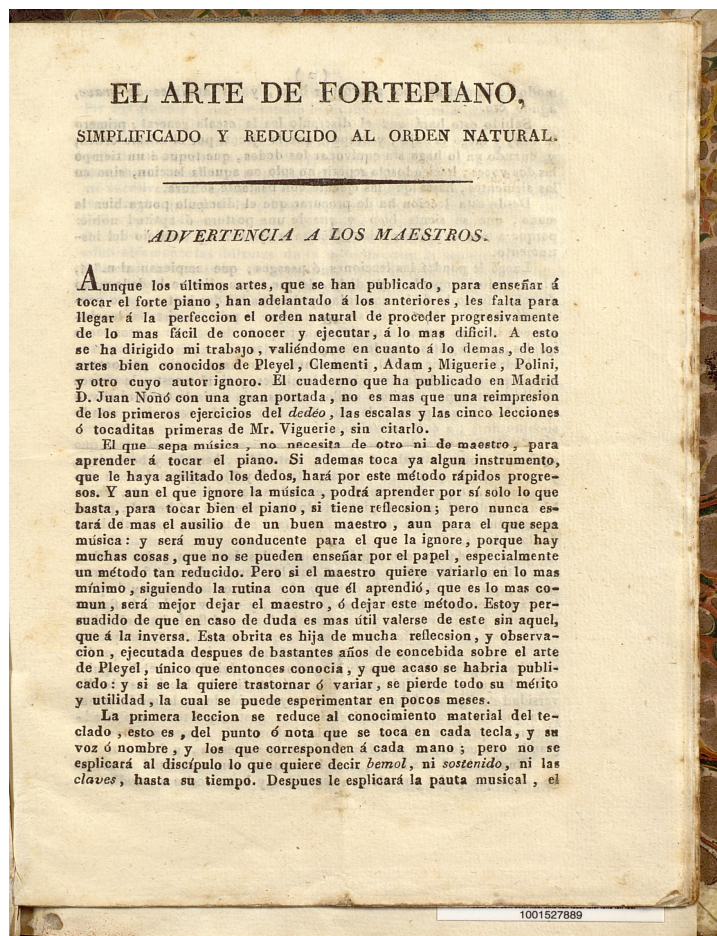 EL ARTE DE FORTEPIANO,
SIMPLIFICADO Y REDUCIDO AL ORDEN NATURAL.
ADVERTENCIA A LOS MAESTROS.
Aunque los últimos artes, que se han publicado, para enseñar á
tocar el forte piano, han adelantado á los anteriores, les falta para
llegar á la perfeccion el orden natural de proceder progresivamente
de lo mas fácil de conocer y ejecutar, á lo mas dificil. A esto
se ha dirigido mi trabajo, valiéndome en cuanto á lo demas, de los
artes bien conocidos de Pleyel, Clementi, Adam, Miguerie, Polini,
y otro cuyo autor ignoro. El cuaderno que ha publicado en Madrid
D. Juan Nonó con una gran portada, no es mas que una reimpresion
de los primeros ejercicios del dedéo, las escalas y las cinco lecciones
ó tocaditas primeras de Mr. Viguerie, sin citarlo.
El que sepa música, no necesita de otro ni de maestro, para
aprender á tocar el piano. Si ademas toca ya algun instrumento,
que le haya agilitado los dedos, hará por este método rápidos progre-
sos. Y aun el que ignore la música, podrá aprender por sí solo lo que
basta, para tocar bien el piano, si tiene reflecsion; pero nunca es-
tará de mas el ausilio de un buen maestro, aun para el que sepa
música: y será muy conducente para el que la ignore, porque hay
muchas cosas, que no se pueden enseñar por el papel, especialmente
un método tan reducido. Pero si el maestro quiere variarlo en lo mas
mínimo, siguiendo la rutina con que él aprendió, que es lo mas co-
mun, será mejor dejar el maestro, ó dejar este método. Estoy per-
suadido de que en caso de duda es mas útil valerse de este sin aquel,
que á la inversa. Esta obrita es hija de mucha reflecsion, y observa-
cion, ejecutada despues de bastantes años de concebida sobre el arte
de Pleyel, único que entonces conocia, y que acaso se habria publi-
cado: y si se la quiere trastornar ó variar, se pierde todo su mérito
y utilidad, la cual se puede esperimentar en pocos meses.
La primera leccion se reduce al conocimiento material del te-
clado, esto es, del punto ó nota que se toca en cada tecla, y su
voz ó nombre, y los que corresponden á cada mano; pero no se
esplicará al discípulo lo que quiere decir bemol, ni sostenido, ni las
claves, hasta su tiempo. Despues le esplicará la pauta musical, el
1001527889